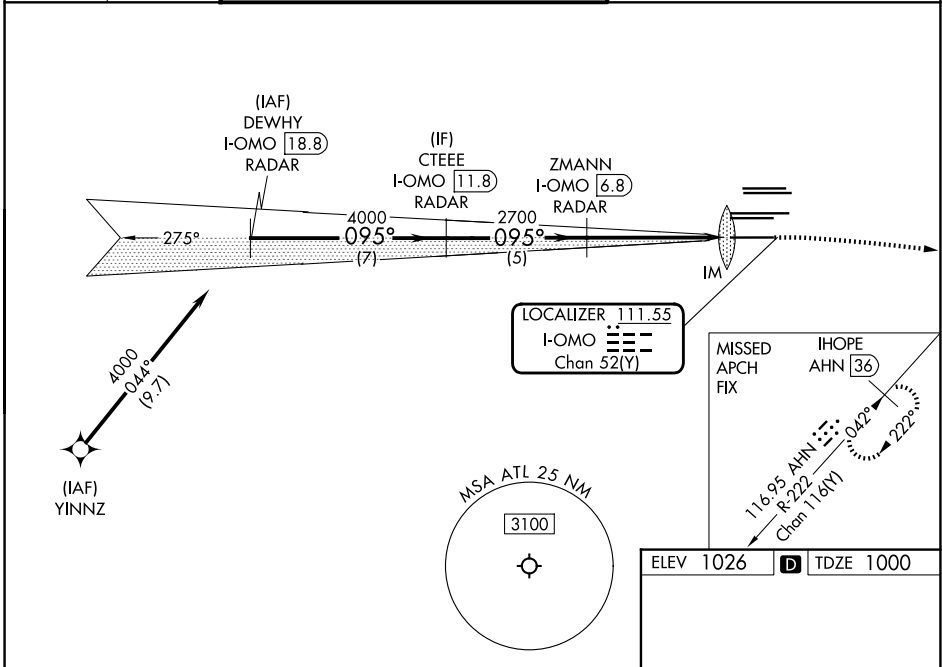 (IAF)
DEWHY
I-OMO 18.8
RADAR
(IF)
CTEEE
I-OMO 11.8
RADAR
ZMANN
I-OMO 6.8
RADAR
4000
2700
275°
095°
095°
(7)
(5)
IM
LOCALIZER 111.55
I-OMO
Chan 52(Y)
4000
044°
(9.7)
(IAF)
YINNZ
MISSED
APCH
FIX
IHOPE
AHN 36
042°
222°
116.95 AHN
R-222
Chan 116(Y)
MSA ATL 25 NM
3100
ELEV 1026 D TDZE 1000